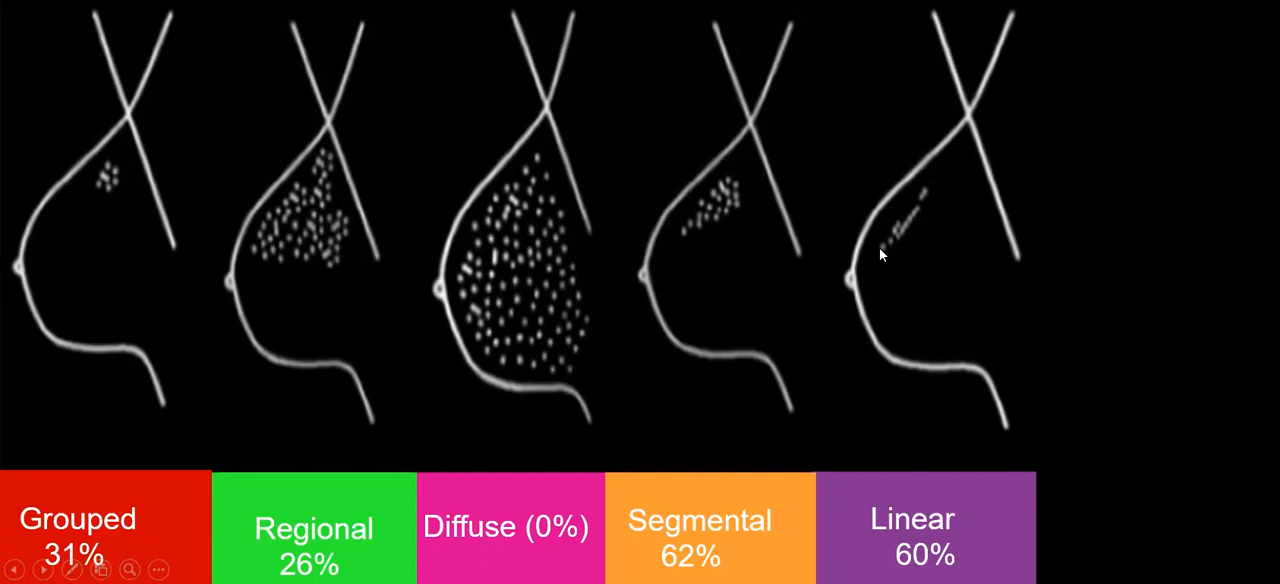 Grouped
31%
Regional
26%
Diffuse (0%)
Segmental
62%
Linear
60%